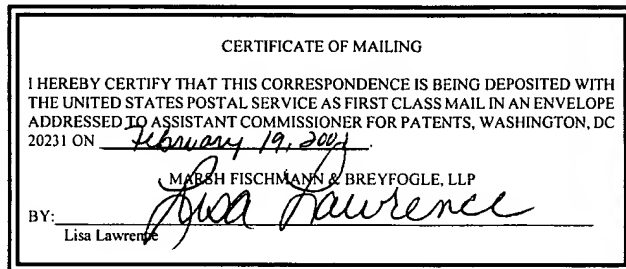 CERTIFICATE OF MAILING
I HEREBY CERTIFY THAT THIS CORRESPONDENCE IS BEING DEPOSITED WITH
THE UNITED STATES POSTAL SERVICE AS FIRST CLASS MAIL IN AN ENVELOPE
ADDRESSED TO ASSISTANT COMMISSIONER FOR PATENTS, WASHINGTON, DC
20231 ON February 19,
MARSH FISCHMANN & BREYFOGLE, LLP
BY: Lisa Lawrence
Lisa Lawrence